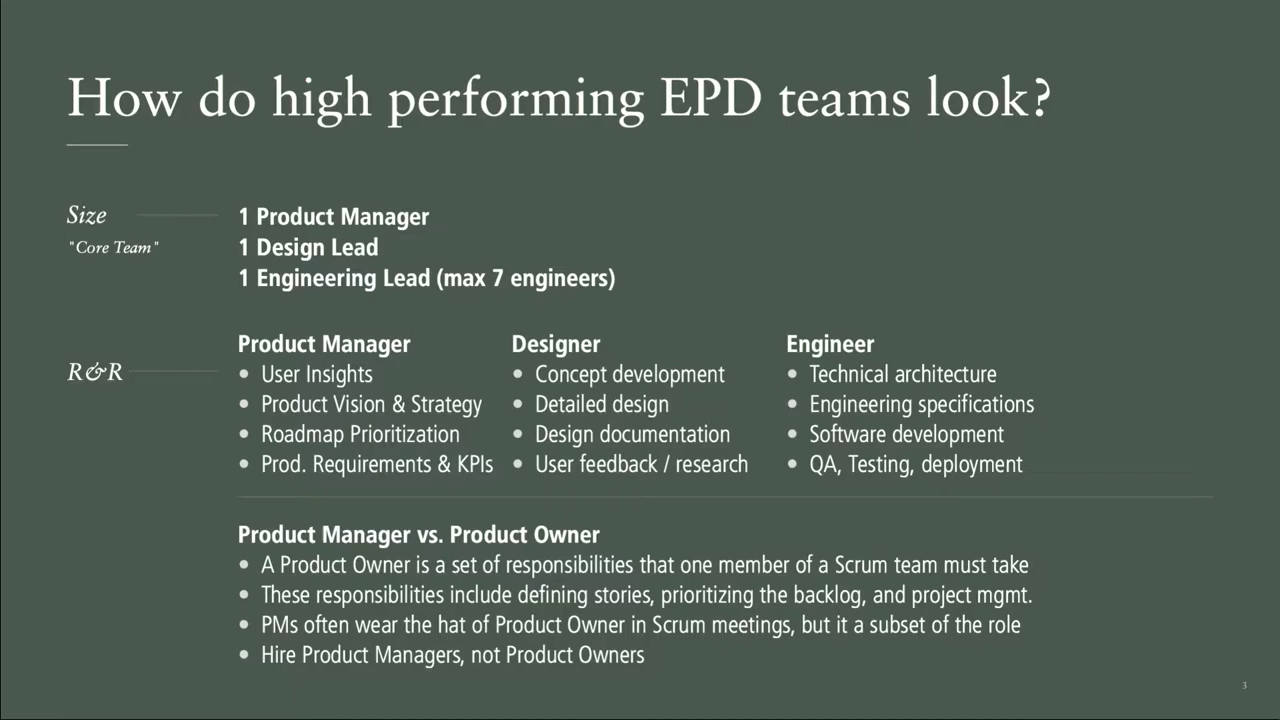 How do high performing EPD teams look?
Size
"Core Team"
1 Product Manager
1 Design Lead
1 Engineering Lead (max 7 engineers)
R&R
Product Manager
• User Insights
• Product Vision & Strategy
• Roadmap Prioritization
• Prod. Requirements & KPIs
Designer
• Concept development
• Detailed design
• Design documentation
• User feedback / research
Engineer
• Technical architecture
• Engineering specifications
• Software development
• QA, Testing, deployment
Product Manager vs. Product Owner
• A Product Owner is a set of responsibilities that one member of a Scrum team must take
• These responsibilities include defining stories, prioritizing the backlog, and project mgmt.
• PMs often wear the hat of Product Owner in Scrum meetings, but it a subset of the role
• Hire Product Managers, not Product Owners
3